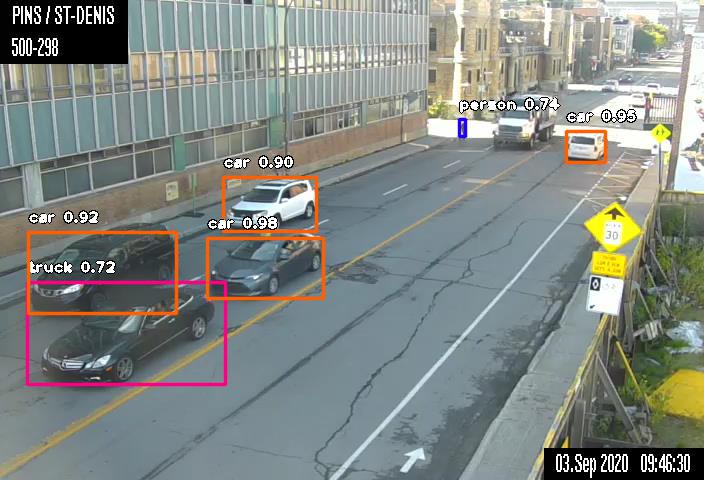 PINS / ST-DENIS
500-298
person 0.74
car 0.95
car 0.90
car 0.92
car 0.98
truck 0.72
30
03.Sep 2020 09:46:30